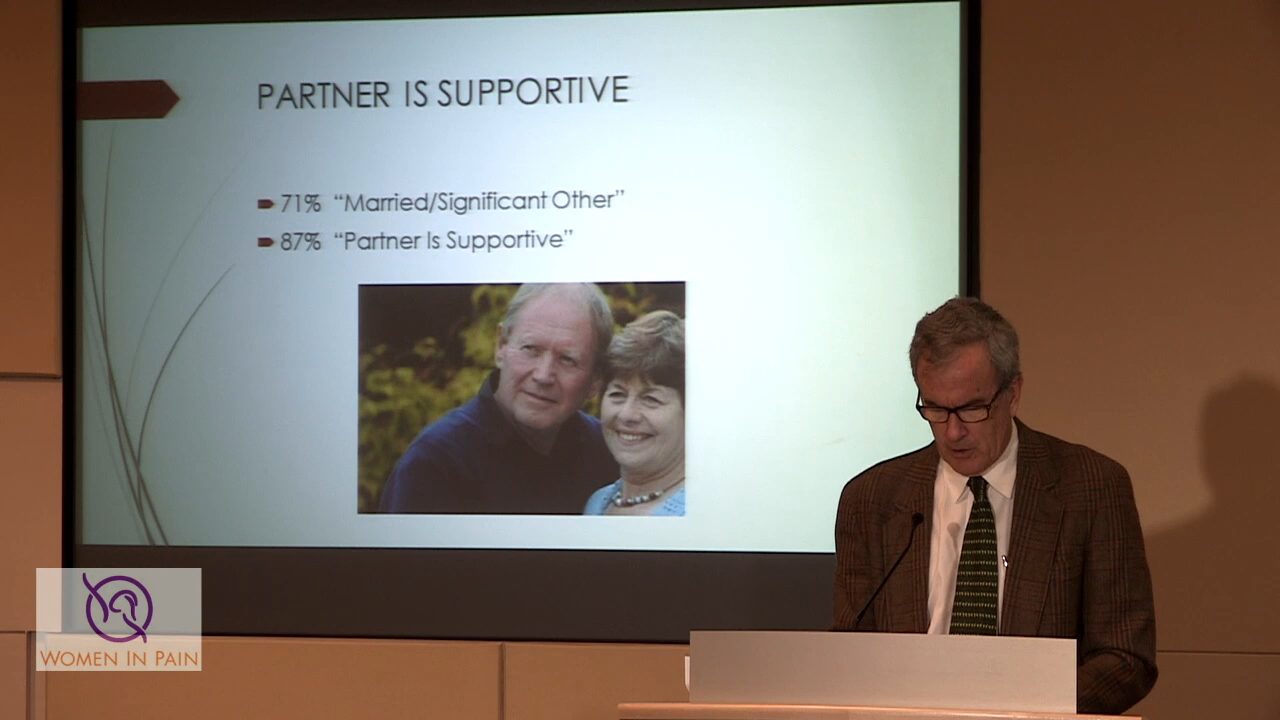 PARTNER IS SUPPORTIVE
71% “Married/Significant Other”
87% “Partner Is Supportive”
WOMEN IN PAIN